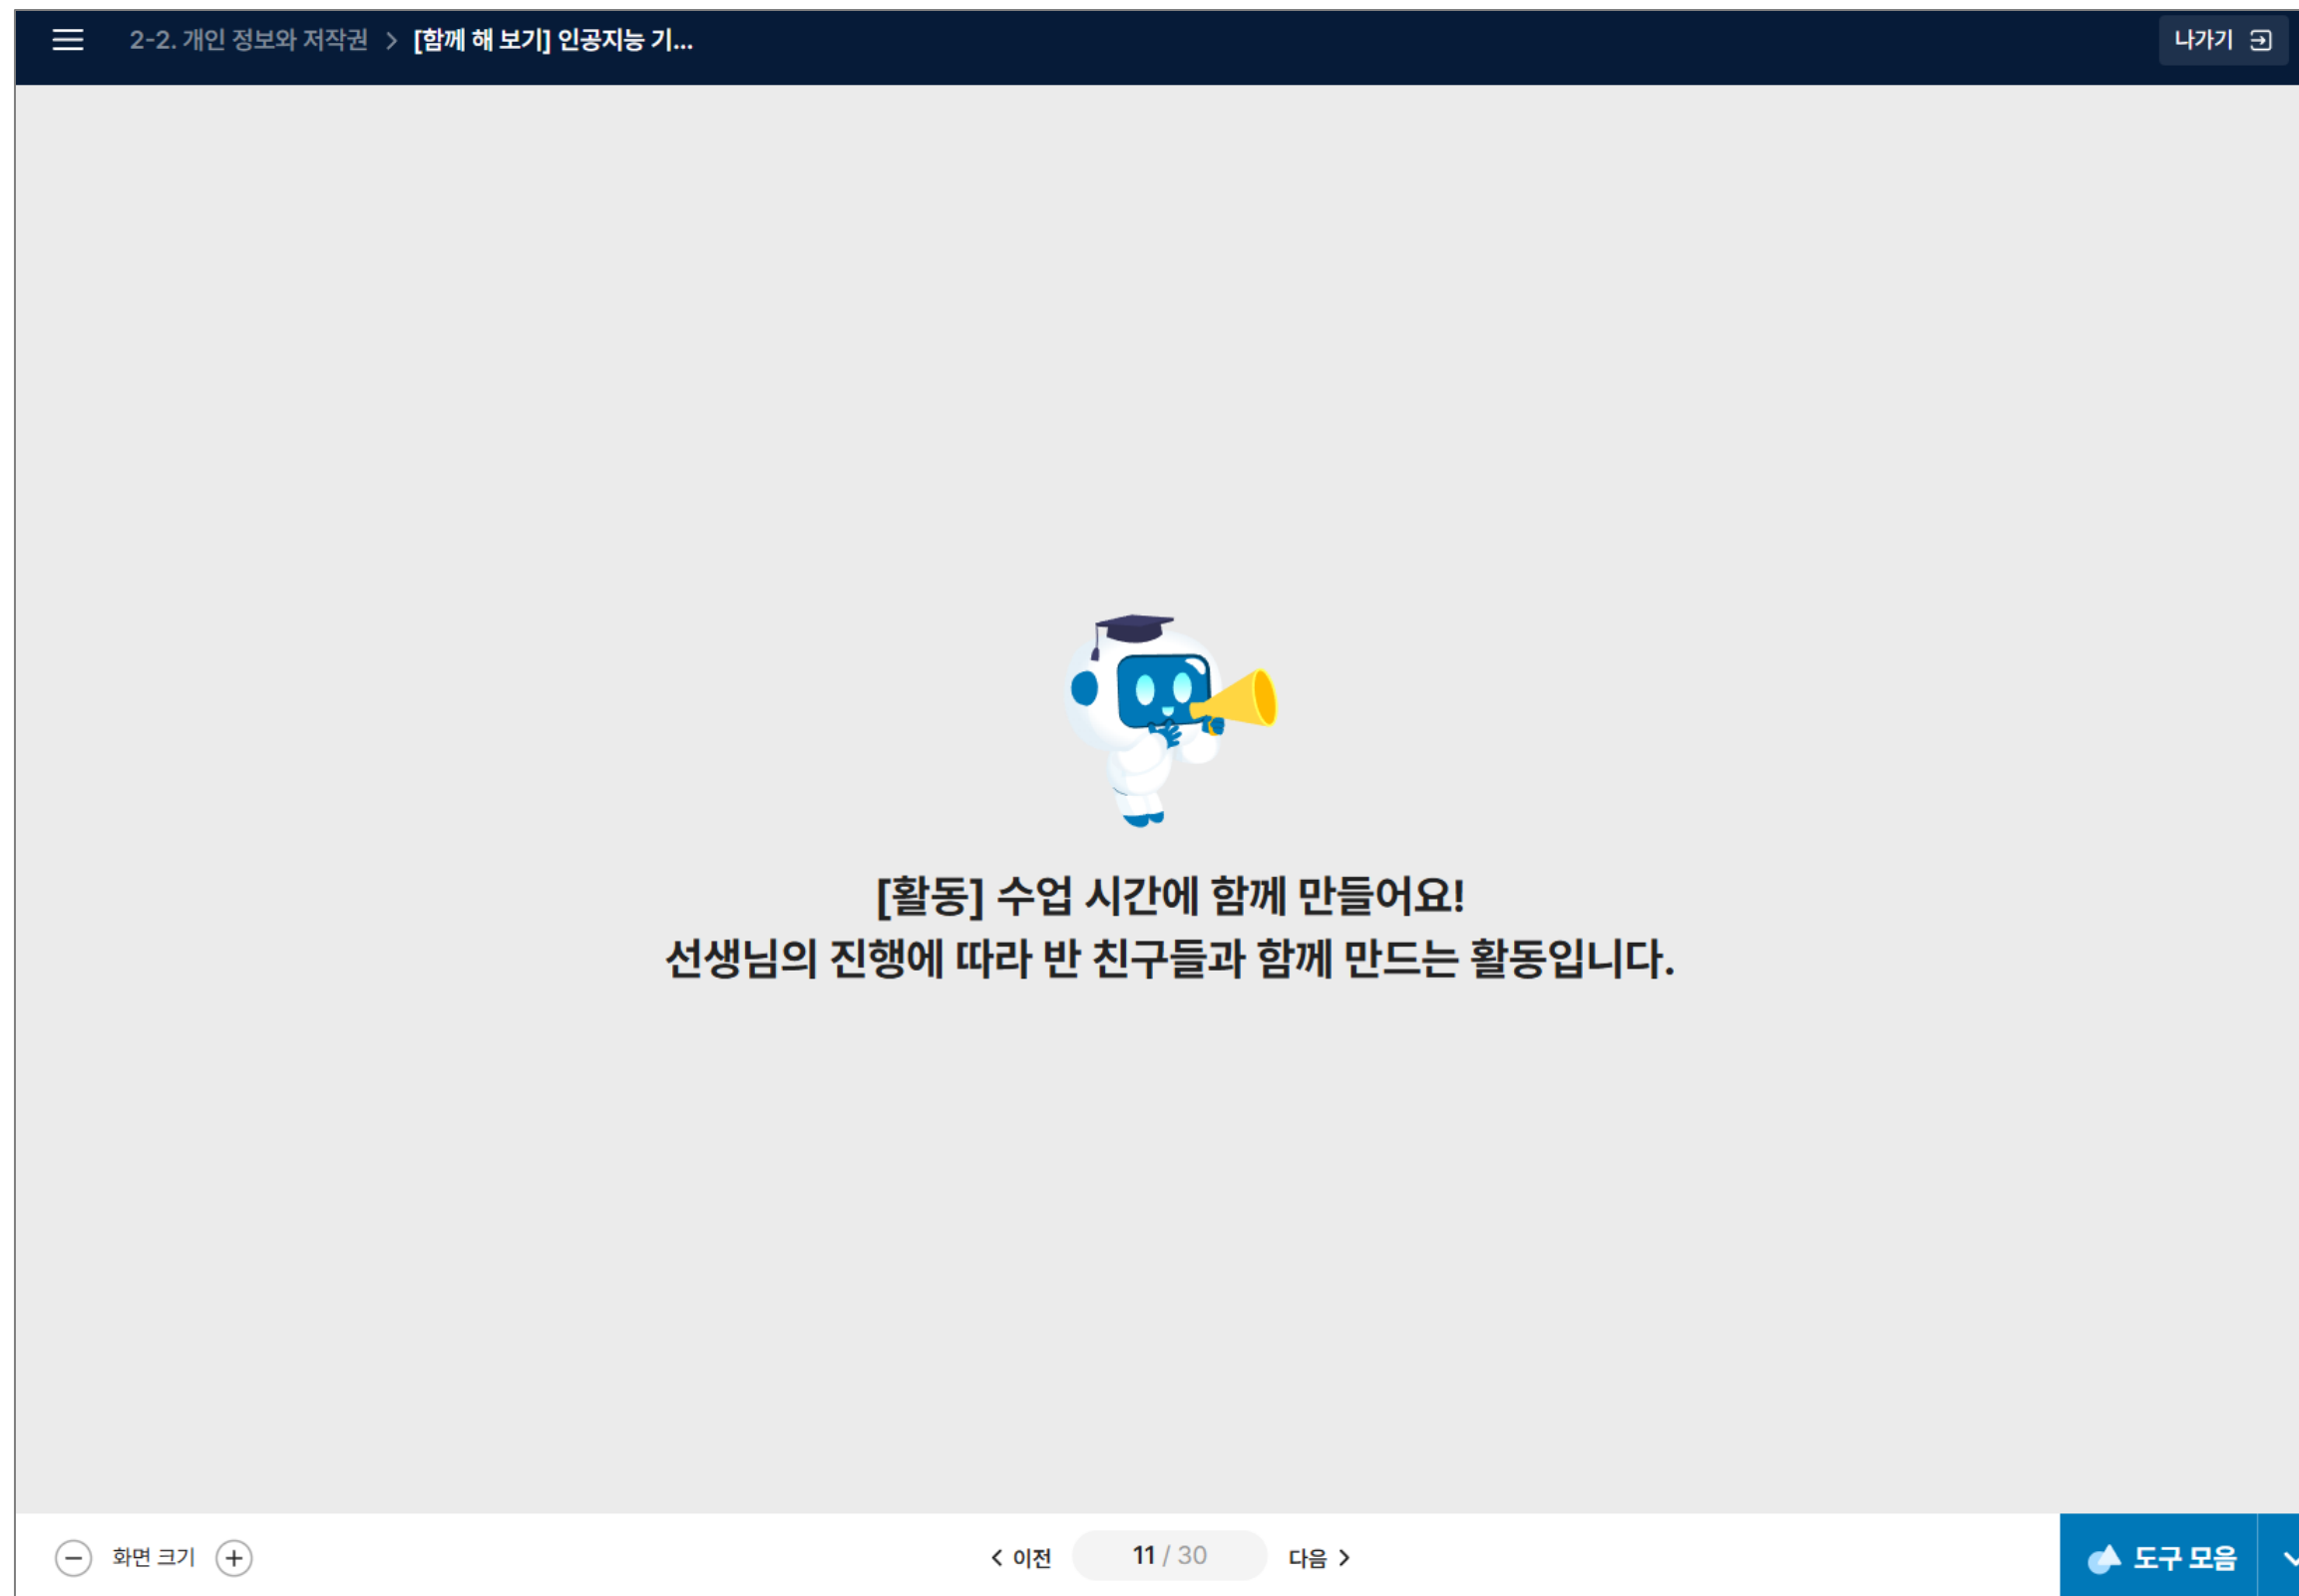 2-2. 개인 정보와 저작권 > [함께 해 보기] 인공지능 기...
나가기
[활동] 수업 시간에 함께 만들어요!
선생님의 진행에 따라 반 친구들과 함께 만드는 활동입니다.
화면 크기
이전 11 / 30 다음
도구 모음